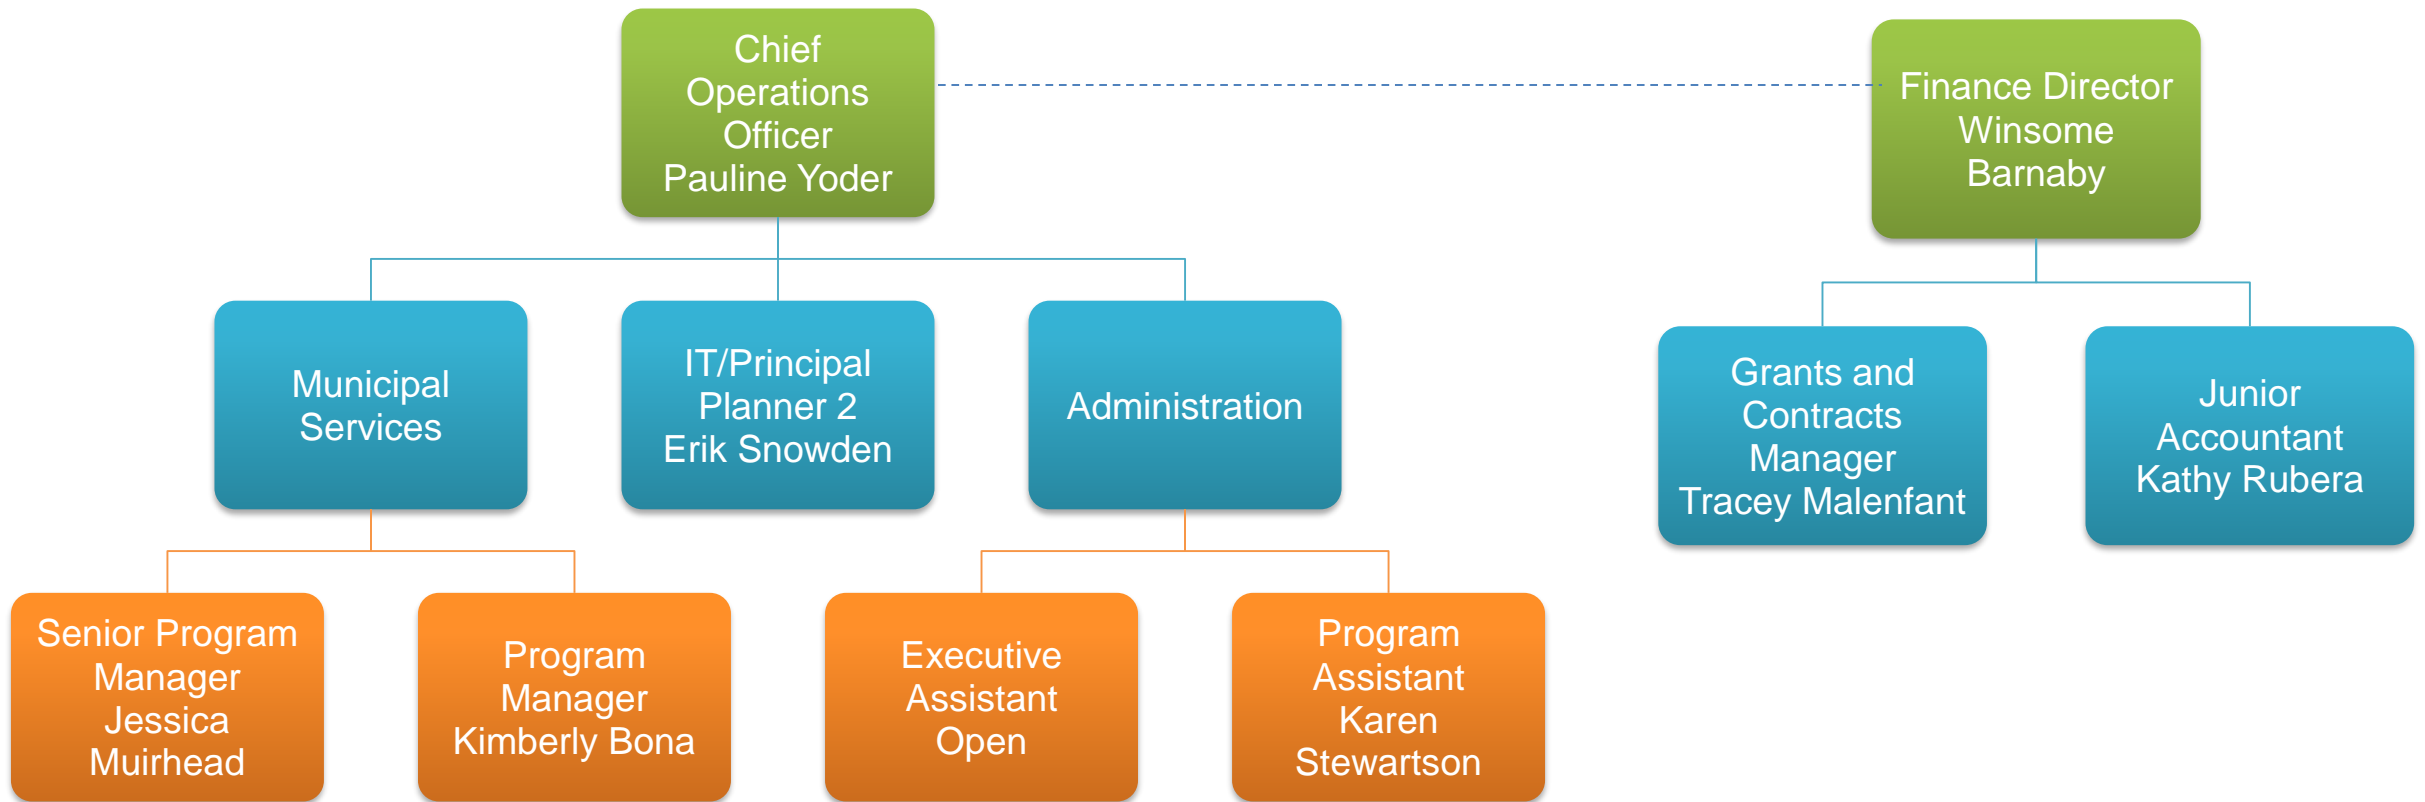 Chief
Operations
Officer
Pauline Yoder
Finance Director
Winsome
Barnaby
Municipal
Services
IT/Principal
Planner 2
Erik Snowden
Administration
Grants and
Contracts
Manager
Tracey Malenfant
Junior
Accountant
Kathy Rubera
Senior Program
Manager
Jessica
Muirhead
Program
Manager
Kimberly Bona
Executive
Assistant
Open
Program
Assistant
Karen
Stewartson